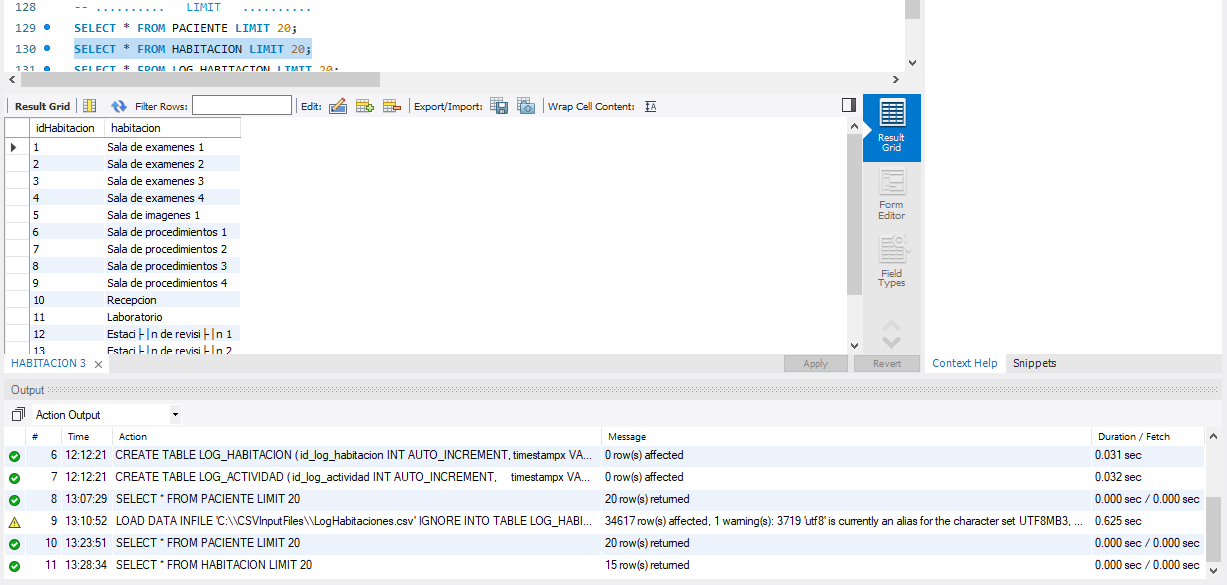 128 -- .......... LIMIT ..........
129 SELECT * FROM PACIENTE LIMIT 20;
130 SELECT * FROM HABITACION LIMIT 20;
131 SELECT * FROM LOG_HABITACION LIMIT 20;
Result Grid Filter Rows: Edit: Export/Import: Wrap Cell Content:
idHabitacion habitacion
1 Sala de examenes 1
2 Sala de examenes 2
3 Sala de examenes 3
4 Sala de examenes 4
5 Sala de imagenes 1
6 Sala de procedimientos 1
7 Sala de procedimientos 2
8 Sala de procedimientos 3
9 Sala de procedimientos 4
10 Recepcion
11 Laboratorio
12 Estaci├│n de revisi├│n 1
13 Estaci├│n de revisi├│n 2
Result
Grid
Form
Editor
Field
Types
HABITACION 3 Apply Revert Context Help Snippets
Output
Action Output
# Time Action Message Duration / Fetch
6 12:12:21 CREATE TABLE LOG_HABITACION ( id_log_habitacion INT AUTO_INCREMENT, timestampx VA... 0 row(s) affected 0.031 sec
7 12:12:21 CREATE TABLE LOG_ACTIVIDAD ( id_log_actividad INT AUTO_INCREMENT, timestampx VA... 0 row(s) affected 0.032 sec
8 13:07:29 SELECT * FROM PACIENTE LIMIT 20 20 row(s) returned 0.000 sec / 0.000 sec
9 13:10:52 LOAD DATA INFILE 'C:\\CSVInputFiles\\LogHabitaciones.csv' IGNORE INTO TABLE LOG_HABI... 34617 row(s) affected, 1 warning(s): 3719 'utf8' is currently an alias for the character set UTF8MB3, ... 0.625 sec
10 13:23:51 SELECT * FROM PACIENTE LIMIT 20 20 row(s) returned 0.000 sec / 0.000 sec
11 13:28:34 SELECT * FROM HABITACION LIMIT 20 15 row(s) returned 0.000 sec / 0.000 sec